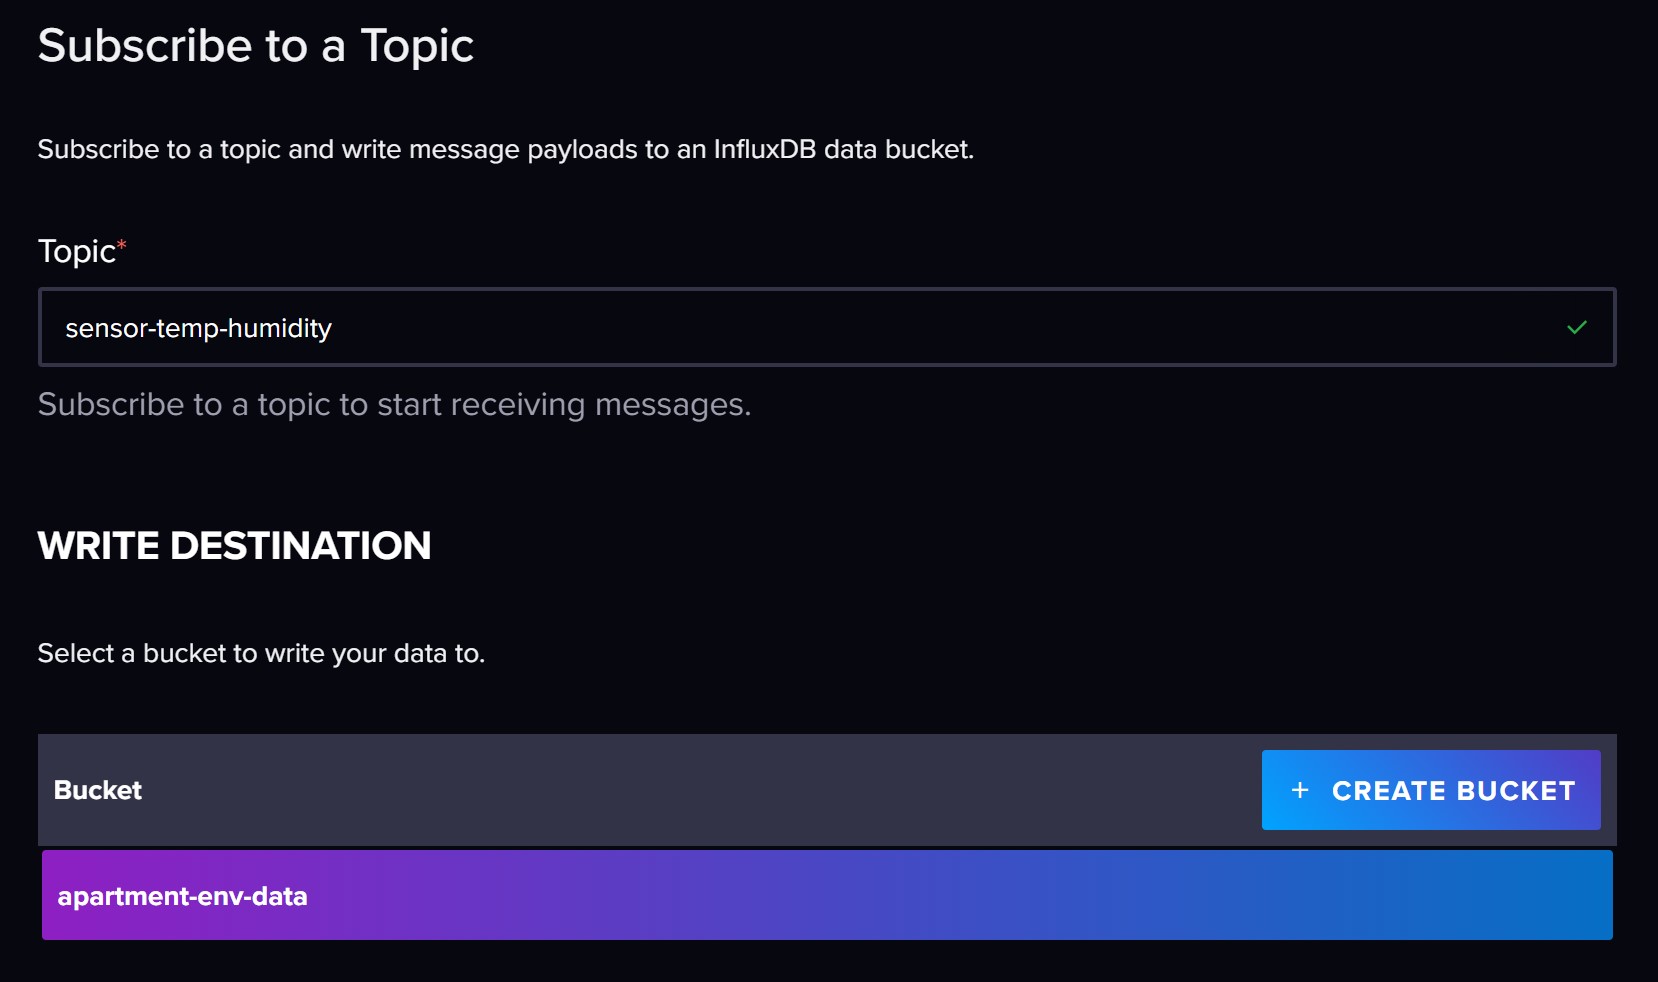 Subscribe to a Topic
Subscribe to a topic and write message payloads to an InfluxDB data bucket.
Topic*
sensor-temp-humidity
Subscribe to a topic to start receiving messages.
WRITE DESTINATION
Select a bucket to write your data to.
Bucket
+ CREATE BUCKET
apartment-env-data